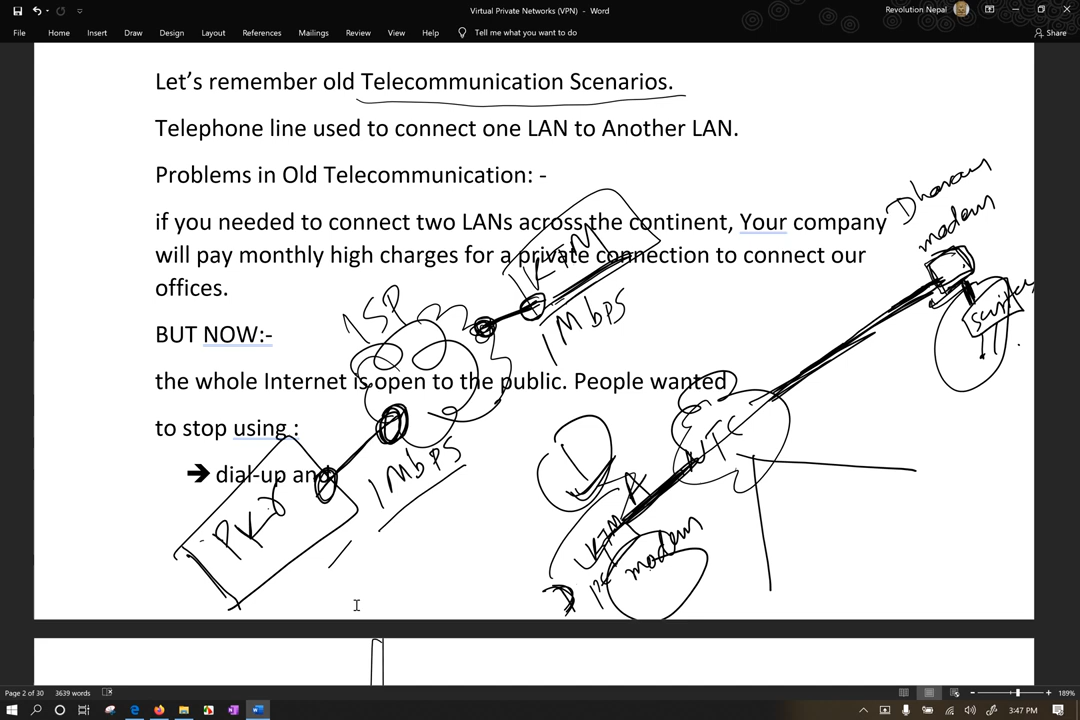 Virtual Private Networks (VPN) - Word
Revolution Nepal
File Home Insert Draw Design Layout References Mailings Review View Help Tell me what you want to do Share
Let's remember old Telecommunication Scenarios.
Telephone line used to connect one LAN to Another LAN.
Problems in Old Telecommunication: -
if you needed to connect two LANs across the continent, Your company
will pay monthly high charges for a private connection to connect our
offices.
BUT NOW:-
the whole Internet is open to the public. People wanted
to stop using :
➔ dial-up and
Dharan
modem
KTM
ISP
1 Mbps
1 Mbps
PKR
NTC
KTM
modem
Page 2 of 30 3639 words
189%
3:47 PM